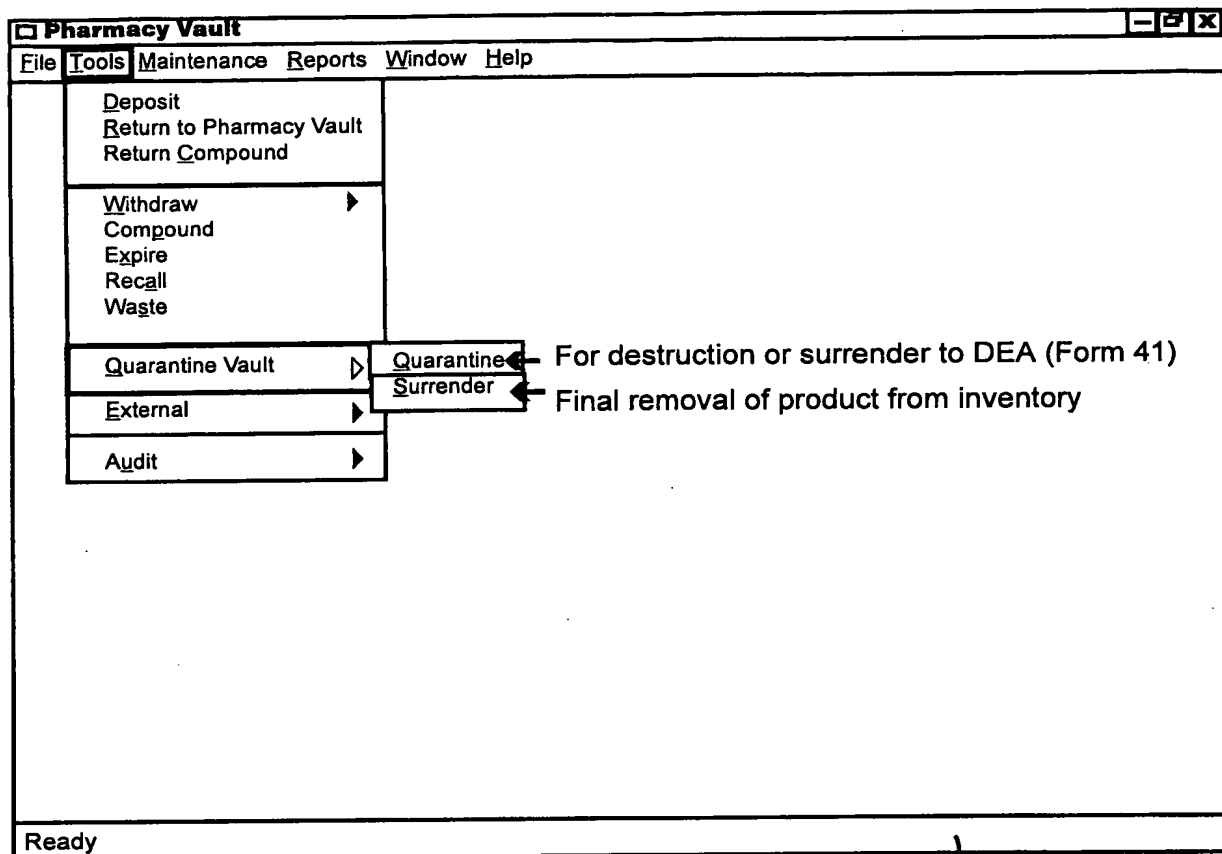 Pharmacy Vault
File Tools Maintenance Reports Window Help
Deposit
Return to Pharmacy Vault
Return Compound
Withdraw
Compound
Expire
Recall
Waste
Quarantine Vault
Quarantine
For destruction or surrender to DEA (Form 41)
Surrender
Final removal of product from inventory
External
Audit
Ready